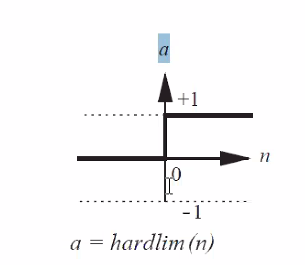 a
+1
n
0
-1
a = hardlim(n)